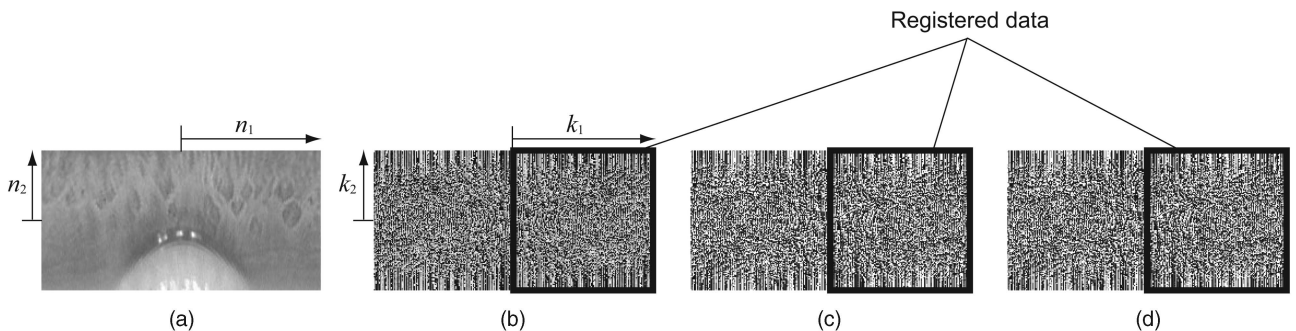 Registered data
n1
k1
n2
k2
(a)
(b)
(c)
(d)